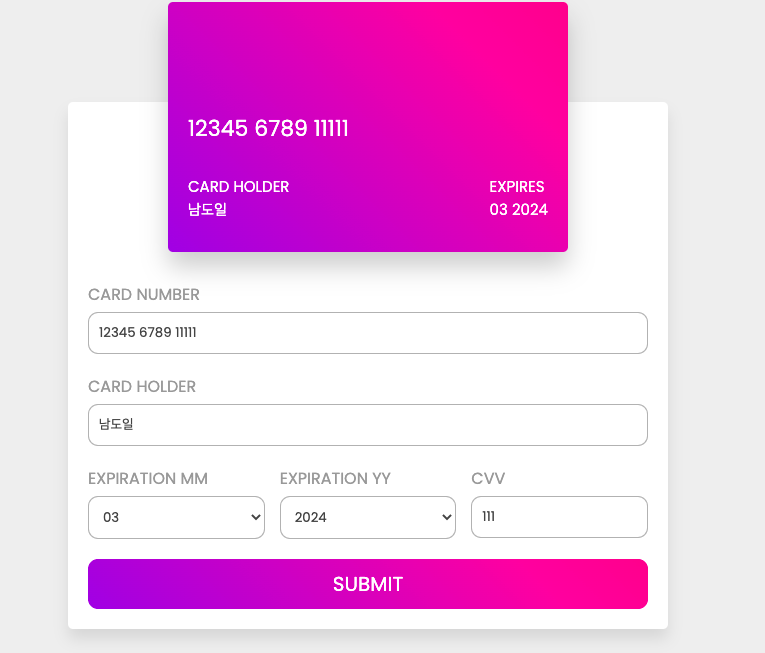 12345 6789 11111
CARD HOLDER EXPIRES
남도일 03 2024
CARD NUMBER
12345 6789 11111
CARD HOLDER
남도일
EXPIRATION MM EXPIRATION YY CVV
03 2024 111
SUBMIT